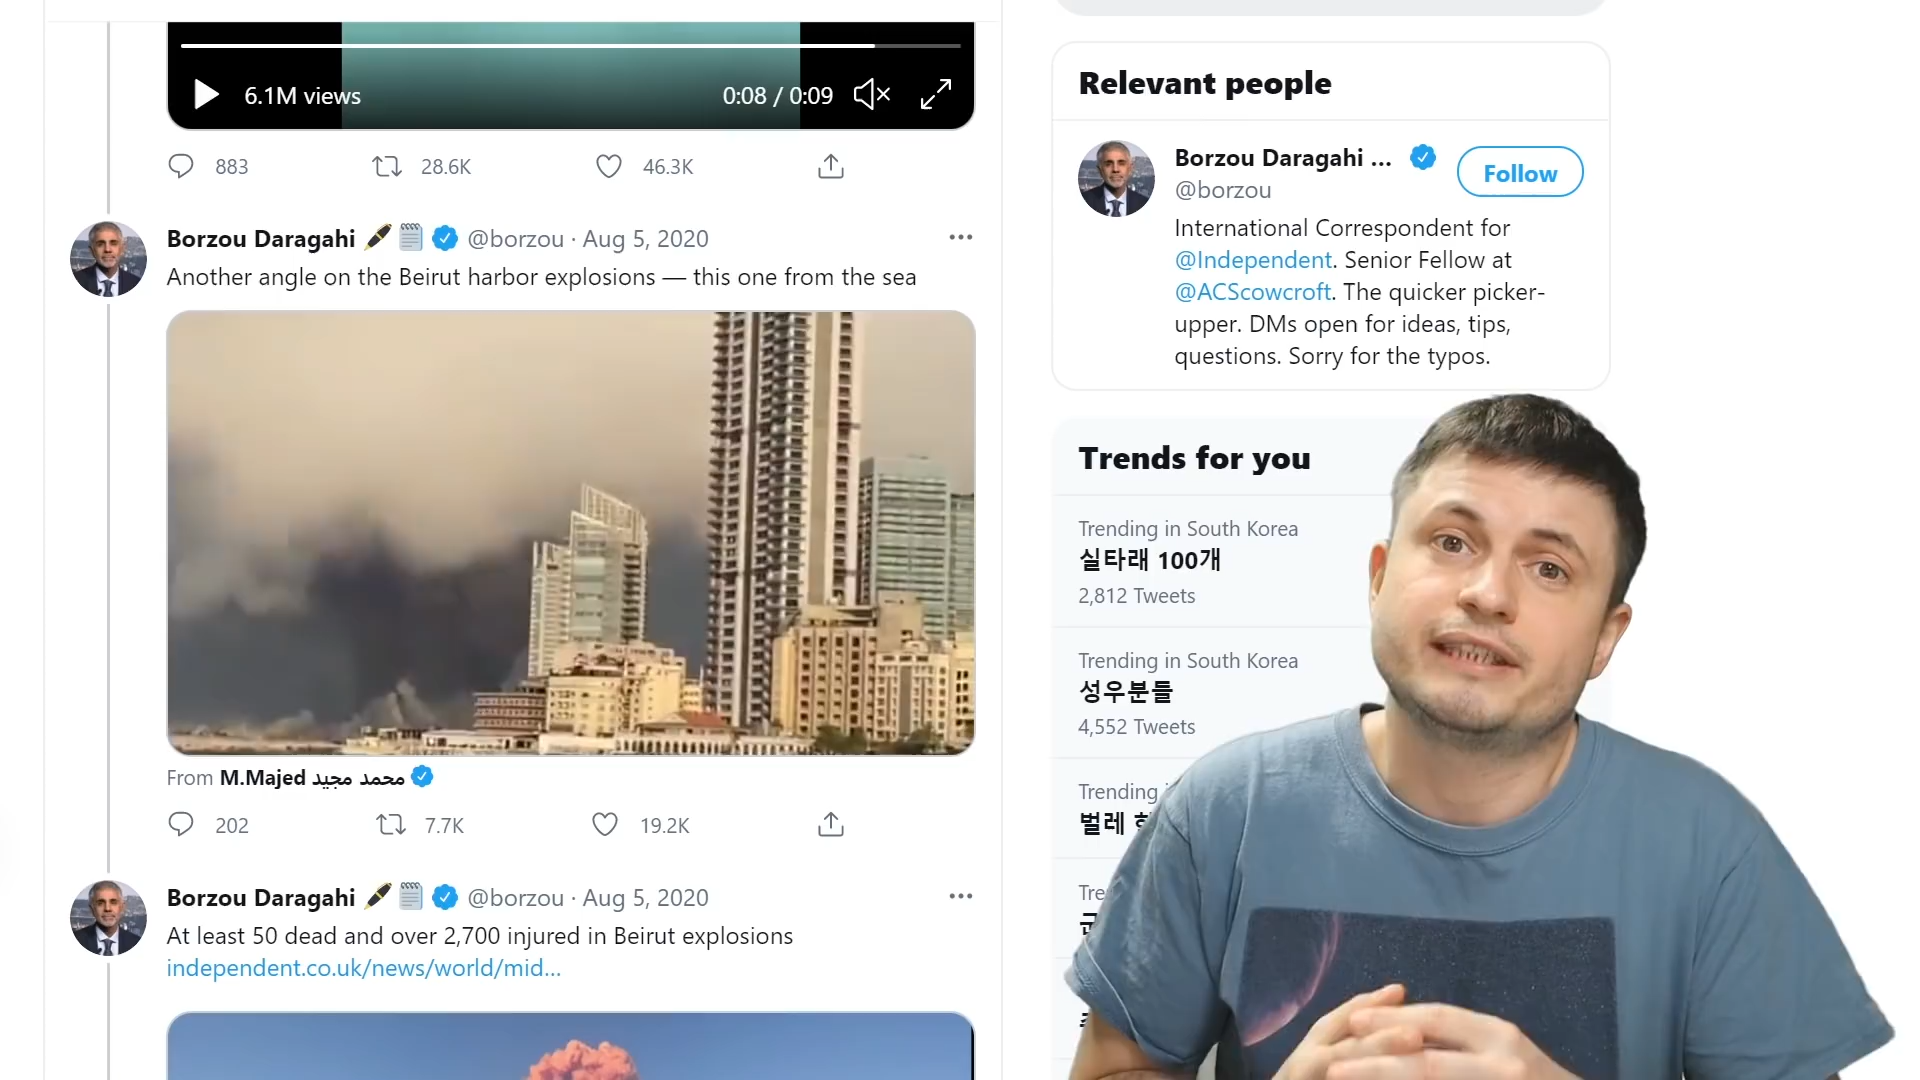 6.1M views
0:08 / 0:09
883
28.6K
46.3K
Borzou Daragahi @borzou · Aug 5, 2020
Another angle on the Beirut harbor explosions — this one from the sea
From M.Majed محمد مجيد
202
7.7K
19.2K
Borzou Daragahi @borzou · Aug 5, 2020
At least 50 dead and over 2,700 injured in Beirut explosions
independent.co.uk/news/world/mid...
Relevant people
Borzou Daragahi ...
@borzou
Follow
International Correspondent for
@Independent. Senior Fellow at
@ACScowcroft. The quicker picker-
upper. DMs open for ideas, tips,
questions. Sorry for the typos.
Trends for you
Trending in South Korea
실타래 100개
2,812 Tweets
Trending in South Korea
성우분들
4,552 Tweets
Trending
벌레